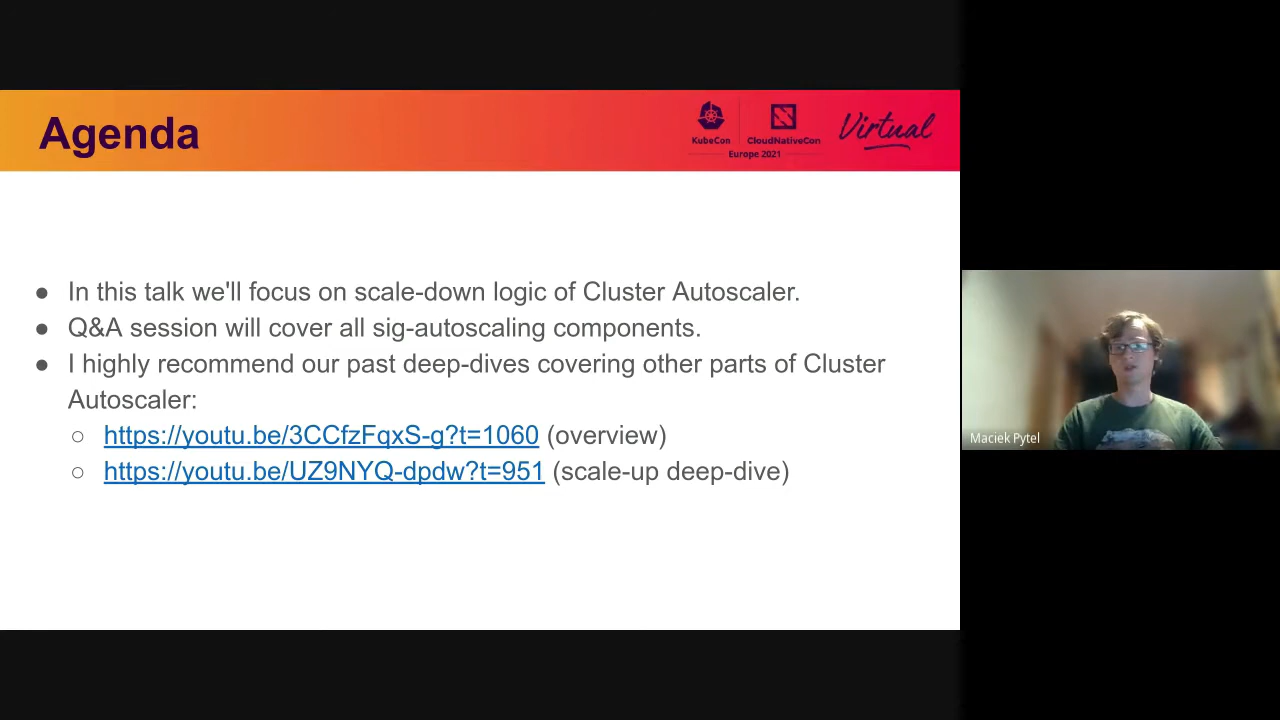 Agenda
KubeCon
CloudNativeCon
Europe 2021
Virtual
● In this talk we'll focus on scale-down logic of Cluster Autoscaler.
● Q&A session will cover all sig-autoscaling components.
● I highly recommend our past deep-dives covering other parts of Cluster
Autoscaler:
○ https://youtu.be/3CCfzFqxS-g?t=1060 (overview)
○ https://youtu.be/UZ9NYQ-dpdw?t=951 (scale-up deep-dive)
Maciek Pytel